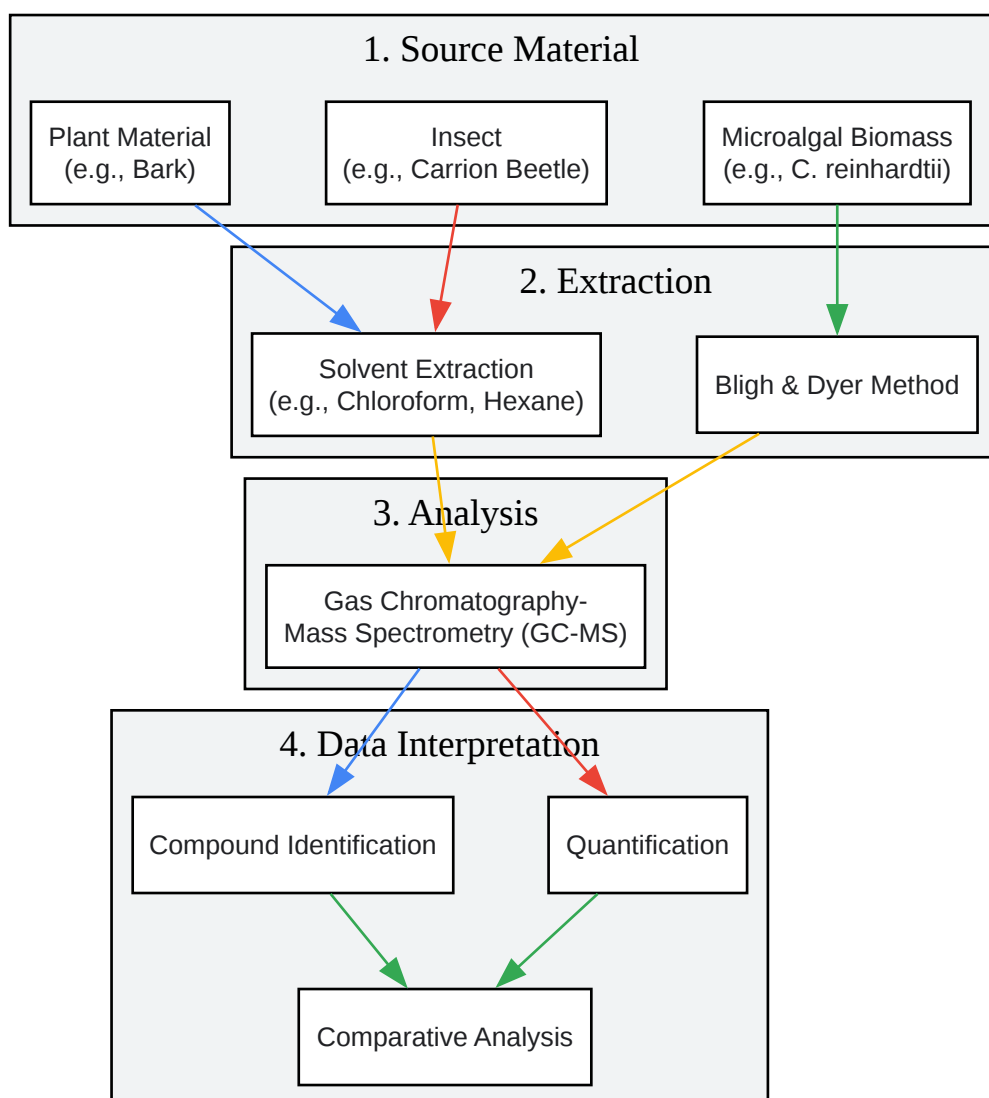 1. Source Material
Plant Material
(e.g., Bark)
Insect
(e.g., Carrion Beetle)
Microalgal Biomass
(e.g., C. reinhardtii)
2. Extraction
Solvent Extraction
(e.g., Chloroform, Hexane)
Bligh & Dyer Method
3. Analysis
Gas Chromatography-
Mass Spectrometry (GC-MS)
4. Data Interpretation
Compound Identification
Quantification
Comparative Analysis